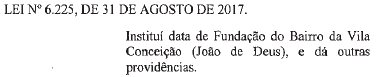 LEI Nº 6.225, DE 31 DE AGOSTO DE 2017.
Instituí data de Fundação do Bairro da Vila
Conceição (João de Deus), e dá outras
providências.